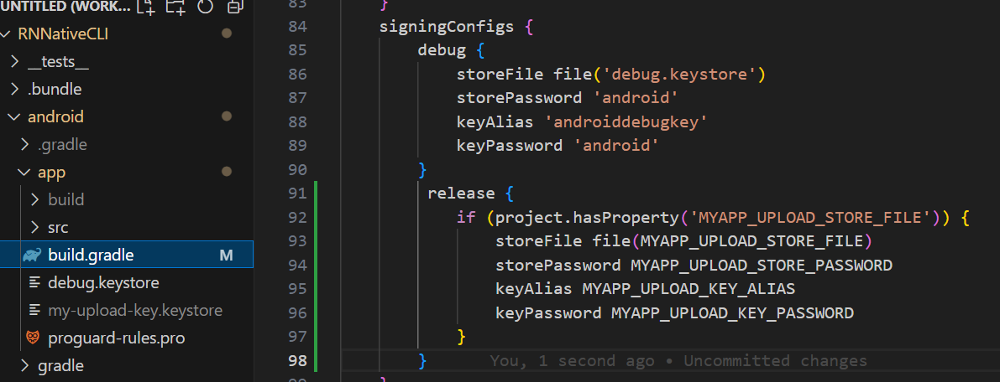 UNTITLED (WORK...
RNNativeCLI
__tests__
.bundle
android
.gradle
app
build
src
build.gradle M
debug.keystore
my-upload-key.keystore
proguard-rules.pro
gradle
83 }
84 signingConfigs {
85 debug {
86 storeFile file('debug.keystore')
87 storePassword 'android'
88 keyAlias 'androiddebugkey'
89 keyPassword 'android'
90 }
91 release {
92 if (project.hasProperty('MYAPP_UPLOAD_STORE_FILE')) {
93 storeFile file(MYAPP_UPLOAD_STORE_FILE)
94 storePassword MYAPP_UPLOAD_STORE_PASSWORD
95 keyAlias MYAPP_UPLOAD_KEY_ALIAS
96 keyPassword MYAPP_UPLOAD_KEY_PASSWORD
97 }
98 } You, 1 second ago • Uncommitted changes
}